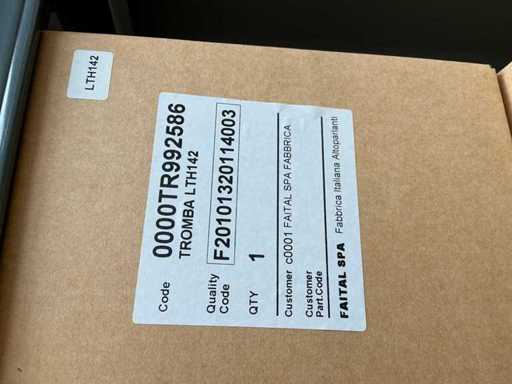 LTH142
Code 0000TR992586
TROMBA LTH142
Quality Code F20101320114003
QTY 1
Customer c0001 FAITAL SPA FABBRICA
Customer Part.Code
FAITAL SPA Fabbrica Italiana Altoparlanti